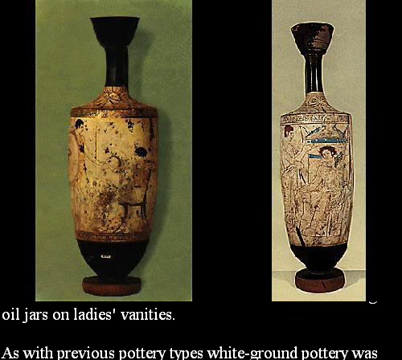 oil jars on ladies' vanities.
As with previous pottery types white-ground pottery was